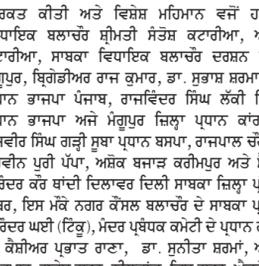 ਰਕਤ ਕੀਤੀ ਅਤੇ ਵਿਸ਼ੇਸ਼ ਮਹਿਮਾਨ ਵਜੋਂ ਹ
ਧਾਇਕ ਬਲਾਚੌਰ ਸ਼੍ਰੀਮਤੀ ਸੰਤੋਸ਼ ਕਟਾਰੀਆ,
ਟਾਰੀਆ, ਸਾਬਕਾ ਵਿਧਾਇਕ ਬਲਾਚੌਰ ਦਰਸ਼ਨ
ਗੂਪੁਰ, ਬ੍ਰਿਗੇਡੀਅਰ ਰਾਜ ਕੁਮਾਰ, ਡਾ. ਸੁਭਾਸ਼ ਸ਼ਰਮਾ
ਧਾਨ ਭਾਜਪਾ ਪੰਜਾਬ, ਰਾਜਵਿੰਦਰ ਸਿੰਘ ਲੱਕੀ
ਧਾਨ ਭਾਜਪਾ ਅਜੇ ਮੰਗੂਪੁਰ ਜ਼ਿਲ੍ਹਾ ਪ੍ਰਧਾਨ ਕਾਂਗ
ਸਵੀਰ ਸਿੰਘ ਗੜ੍ਹੀ ਸੂਬਾ ਪ੍ਰਧਾਨ ਬਸਪਾ, ਰਾਜਪਾਲ ਚੌ
ਵੀਨ ਪੁਰੀ ਪੱਪਾ, ਅਸ਼ੋਕ ਬਜਾੜ ਕਰੀਮਪੁਰ ਅਤੇ
ਿੰਦਰ ਕੌਰ ਥਾਂਦੀ ਦਿਲਾਵਰ ਦਿਲੀ ਸਾਬਕਾ ਜ਼ਿਲ੍ਹਾ ਪ੍ਰ
ਬਰ, ਇਸ ਮੌਕੇ ਨਗਰ ਕੌਂਸਲ ਬਲਾਚੌਰ ਦੇ ਸਾਬਕਾ ਪ੍ਰ
ਰਿੰਦਰ ਘਈ (ਟਿੰਕੂ), ਮੰਦਰ ਪ੍ਰਬੰਧਕ ਕਮੇਟੀ ਦੇ ਪ੍ਰਧਾਨ
ਕੈਸ਼ੀਅਰ ਪ੍ਰਭਾਤ ਰਾਣਾ, ਡਾ. ਸੁਨੀਤਾ ਸ਼ਰਮਾਂ,